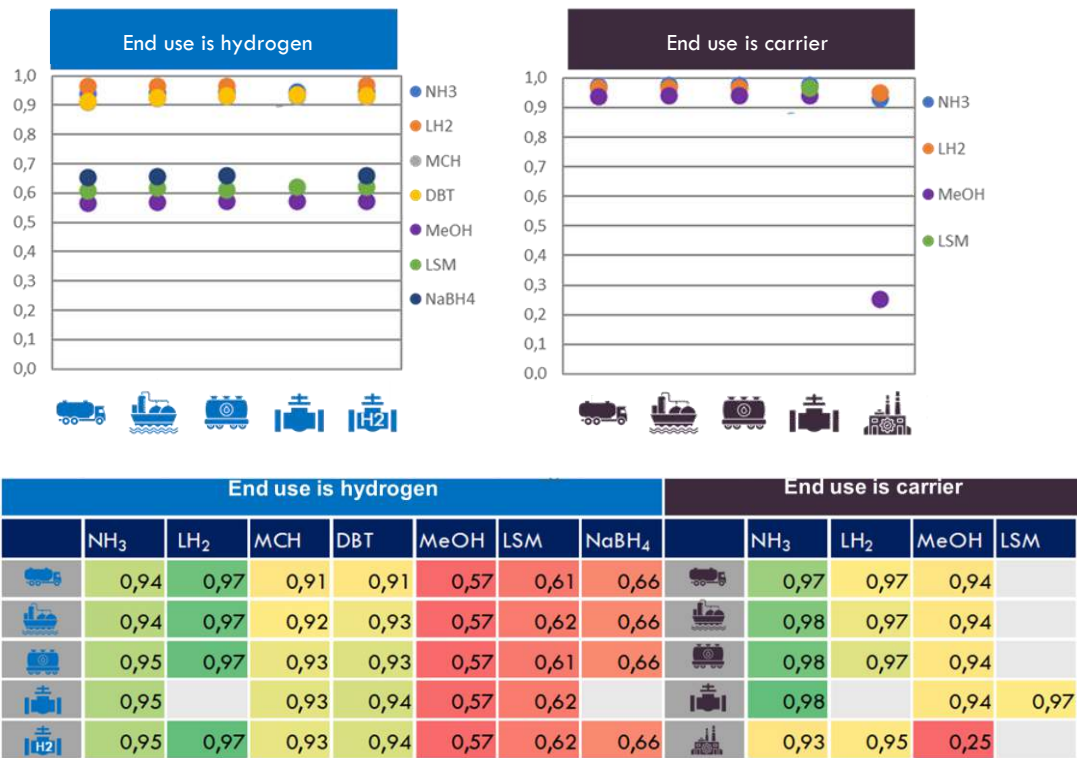 End use is hydrogen
1,0
0,9
0,8
0,7
0,6
0,5
0,4
0,3
0,2
0,1
0,0
NH3
LH2
MCH
DBT
MeOH
LSM
NaBH4
H2
End use is carrier
1,0
0,9
0,8
0,7
0,6
0,5
0,4
0,3
0,2
0,1
0,0
NH3
LH2
MeOH
LSM
End use is hydrogen End use is carrier
NH₃ LH₂ MCH DBT MeOH LSM NaBH₄ NH₃ LH₂ MeOH LSM
0,94 0,97 0,91 0,91 0,57 0,61 0,66 0,97 0,97 0,94
0,94 0,97 0,92 0,93 0,57 0,62 0,66 0,98 0,97 0,94
0,95 0,97 0,93 0,93 0,57 0,61 0,66 0,98 0,97 0,94
0,95 0,93 0,94 0,57 0,62 0,98 0,94 0,97
H2 0,95 0,97 0,93 0,94 0,57 0,62 0,66 0,93 0,95 0,25